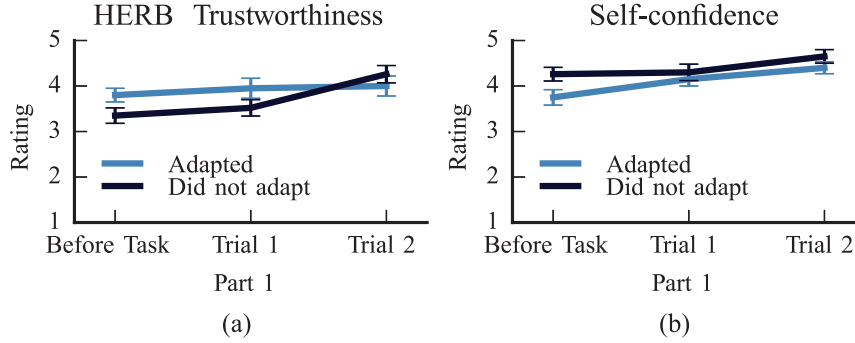 HERB Trustworthiness
5
4
3
2
1
Rating
Adapted
Did not adapt
Before Task Trial 1 Trial 2
Part 1
(a)
Self-confidence
5
4
3
2
1
Rating
Adapted
Did not adapt
Before Task Trial 1 Trial 2
Part 1
(b)